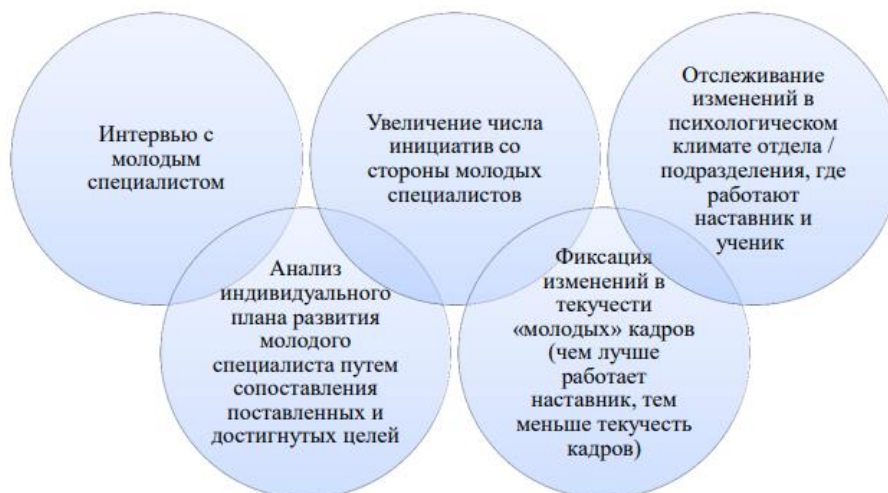 Интервью с
молодым
специалистом
Анализ
индивидуального
плана развития
молодого
специалиста путем
сопоставления
поставленных и
достигнутых целей
Увеличение числа
инициатив со
стороны молодых
специалистов
Фиксация
изменений в
текучести
«молодых» кадров
(чем лучше
работает
наставник, тем
меньше текучесть
кадров)
Отслеживание
изменений в
психологическом
климате отдела /
подразделения, где
работают
наставник и
ученик